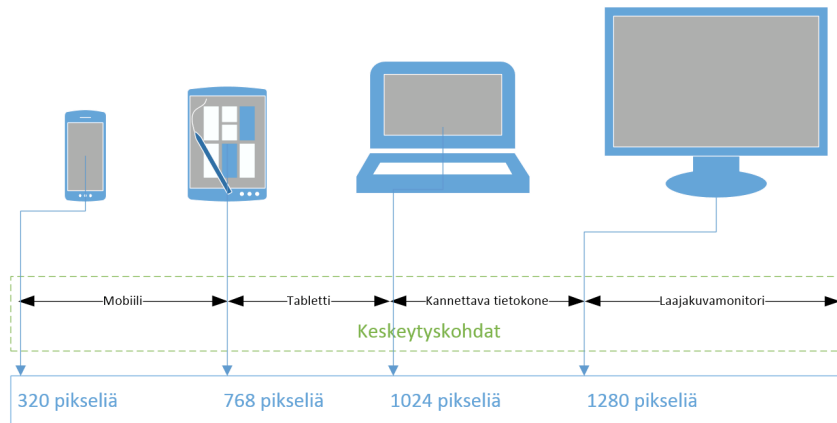 Mobiili
Tabletti
Kannettava tietokone
Laajakuvamonitori
Keskeytyskohdat
320 pikseliä
768 pikseliä
1024 pikseliä
1280 pikseliä